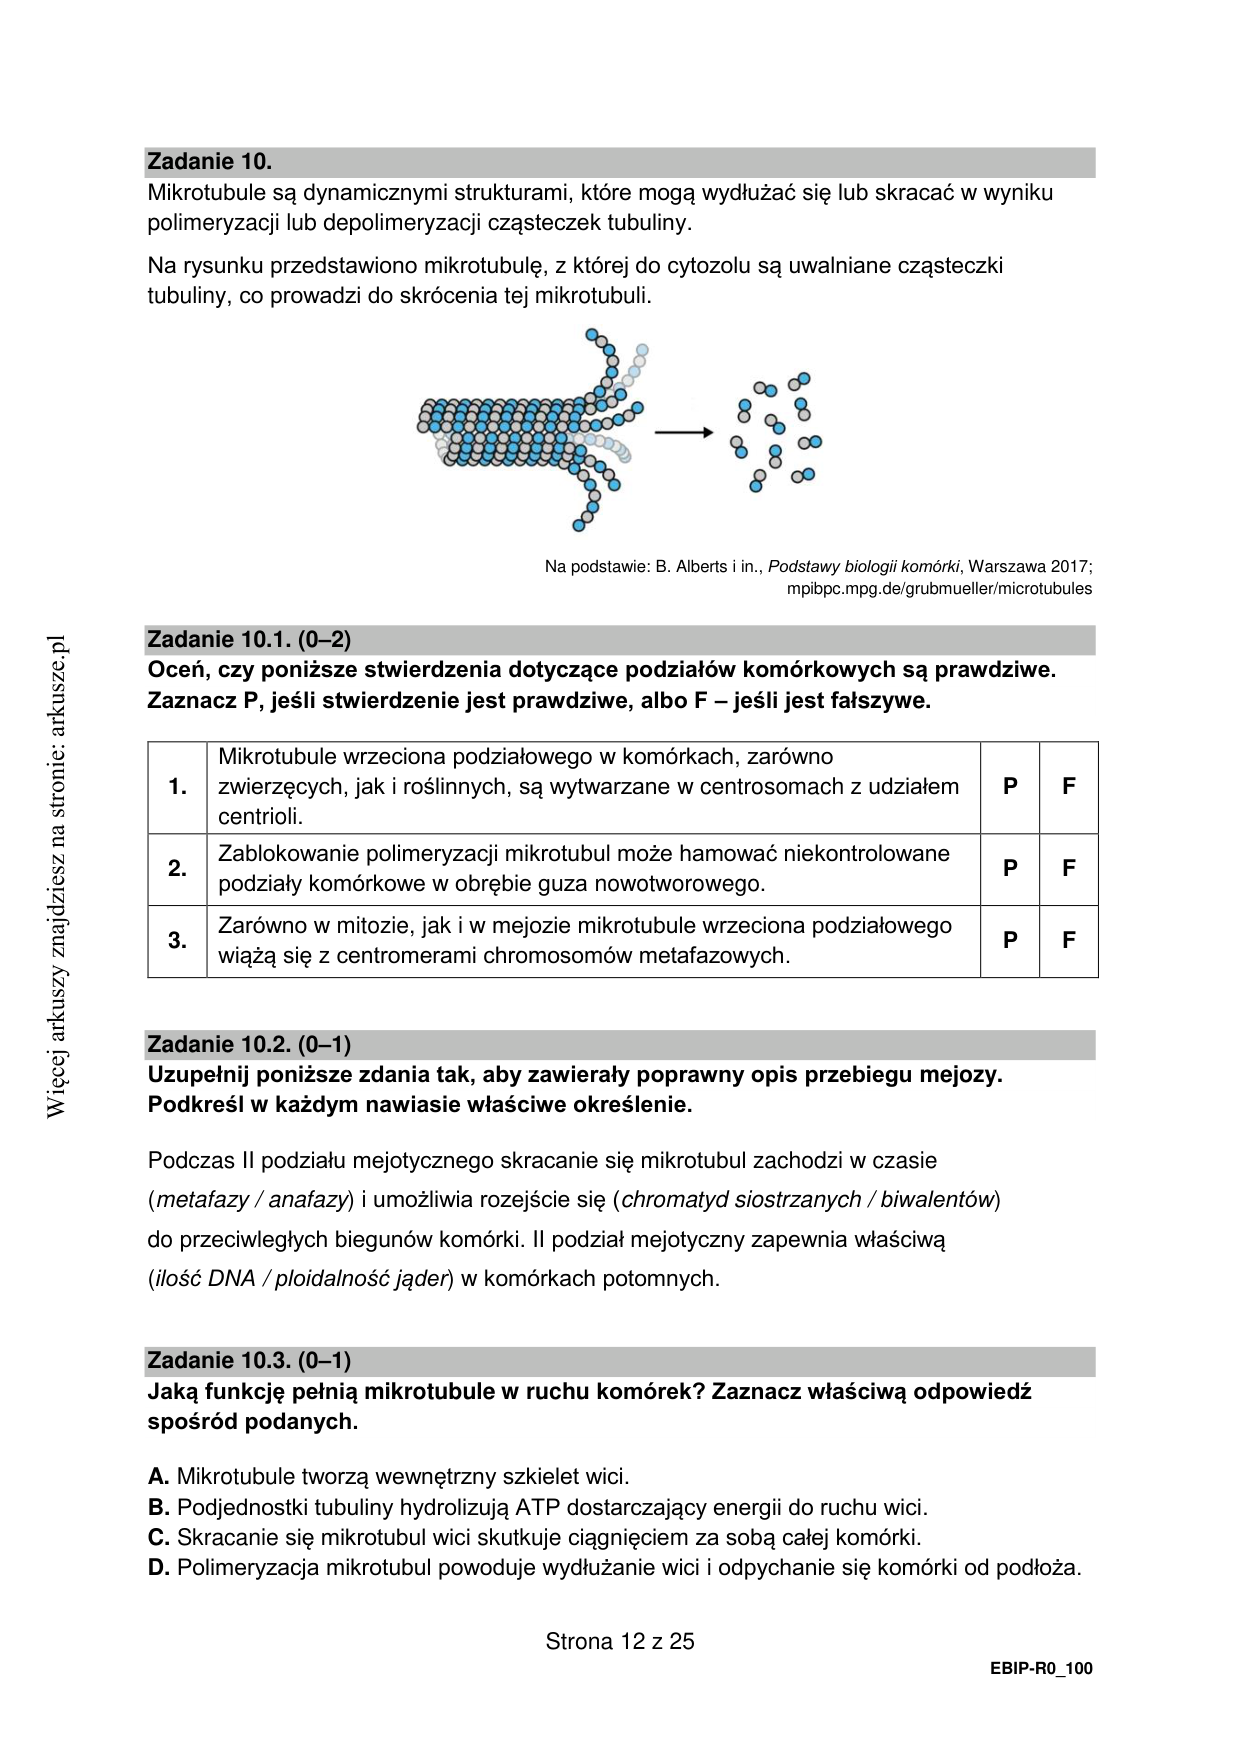 Zadanie 10.
Mikrotubule są dynamicznymi strukturami, które mogą wydłużać się lub skracać w wyniku
polimeryzacji lub depolimeryzacji cząsteczek tubuliny.
Na rysunku przedstawiono mikrotubulę, z której do cytozolu są uwalniane cząsteczki
tubuliny, co prowadzi do skrócenia tej mikrotubuli.
Na podstawie: B. Alberts i in., Podstawy biologii komórki, Warszawa 2017;
mpibpc.mpg.de/grubmueller/microtubules
Zadanie 10.1. (0–2)
Oceń, czy poniższe stwierdzenia dotyczące podziałów komórkowych są prawdziwe.
Zaznacz P, jeśli stwierdzenie jest prawdziwe, albo F – jeśli jest fałszywe.
1. Mikrotubule wrzeciona podziałowego w komórkach, zarówno
zwierzęcych, jak i roślinnych, są wytwarzane w centrosomach z udziałem
centrioli. P F
2. Zablokowanie polimeryzacji mikrotubul może hamować niekontrolowane
podziały komórkowe w obrębie guza nowotworowego. P F
3. Zarówno w mitozie, jak i w mejozie mikrotubule wrzeciona podziałowego
wiążą się z centromerami chromosomów metafazowych. P F
Zadanie 10.2. (0–1)
Uzupełnij poniższe zdania tak, aby zawierały poprawny opis przebiegu mejozy.
Podkreśl w każdym nawiasie właściwe określenie.
Podczas II podziału mejotycznego skracanie się mikrotubul zachodzi w czasie
(metafazy / anafazy) i umożliwia rozejście się (chromatyd siostrzanych / biwalentów)
do przeciwległych biegunów komórki. II podział mejotyczny zapewnia właściwą
(ilość DNA / ploidalność jąder) w komórkach potomnych.
Zadanie 10.3. (0–1)
Jaką funkcję pełnią mikrotubule w ruchu komórek? Zaznacz właściwą odpowiedź
spośród podanych.
A. Mikrotubule tworzą wewnętrzny szkielet wici.
B. Podjednostki tubuliny hydrolizują ATP dostarczający energii do ruchu wici.
C. Skracanie się mikrotubul wici skutkuje ciągnięciem za sobą całej komórki.
D. Polimeryzacja mikrotubul powoduje wydłużanie wici i odpychanie się komórki od podłoża.
Strona 12 z 25
EBIP-R0_100
Więcej arkuszy znajdziesz na stronie: arkusze.pl